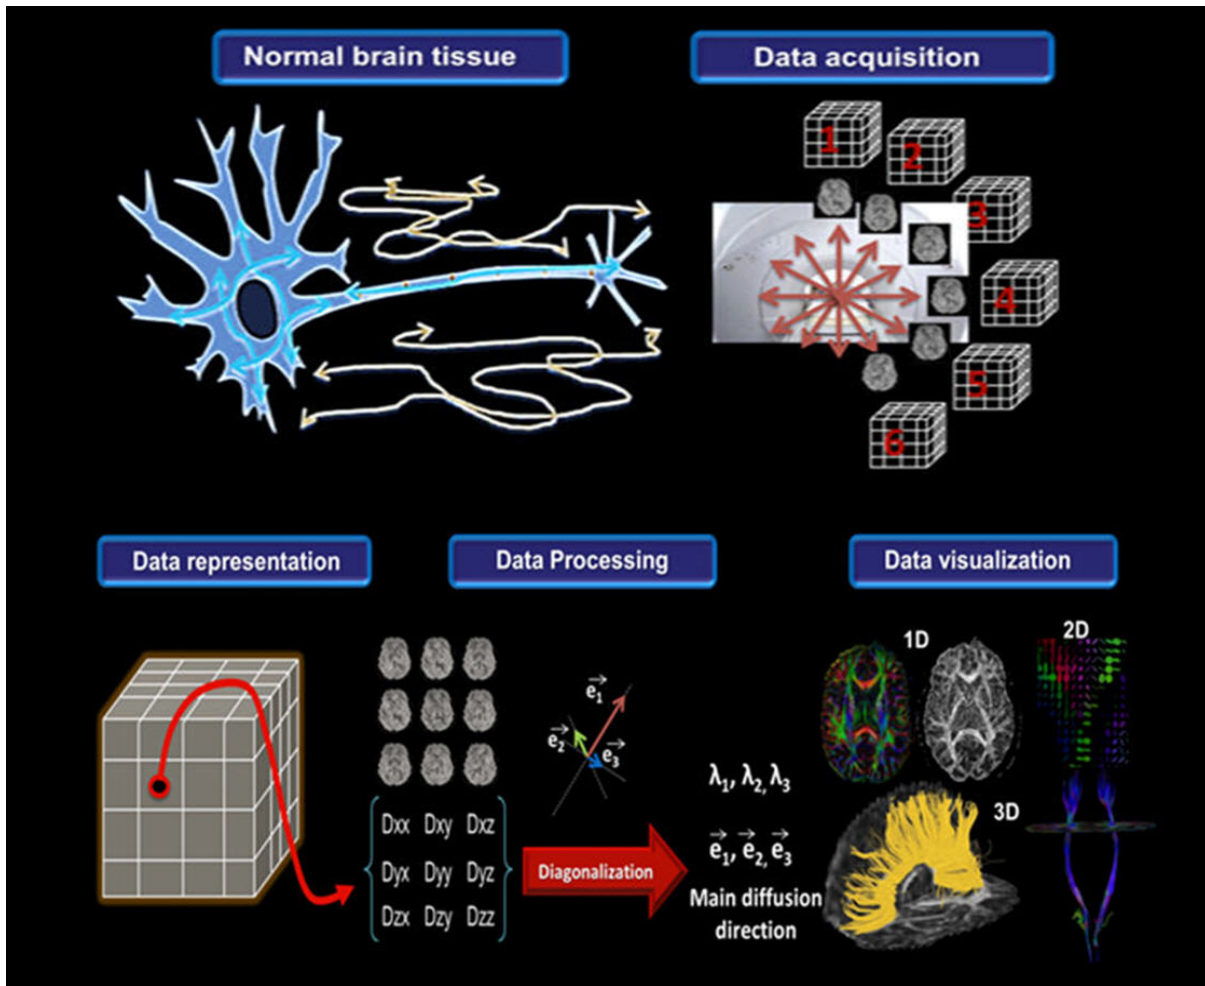 Normal brain tissue
Data acquisition
1
2
3
4
5
6
Data representation
Data Processing
Data visualization
1D
2D
3D
e₁
e₂
e₃
Dxx Dxy Dxz
Dyx Dyy Dyz
Dzx Dzy Dzz
Diagonalization
λ₁, λ₂, λ₃
e₁, e₂, e₃
Main diffusion
direction